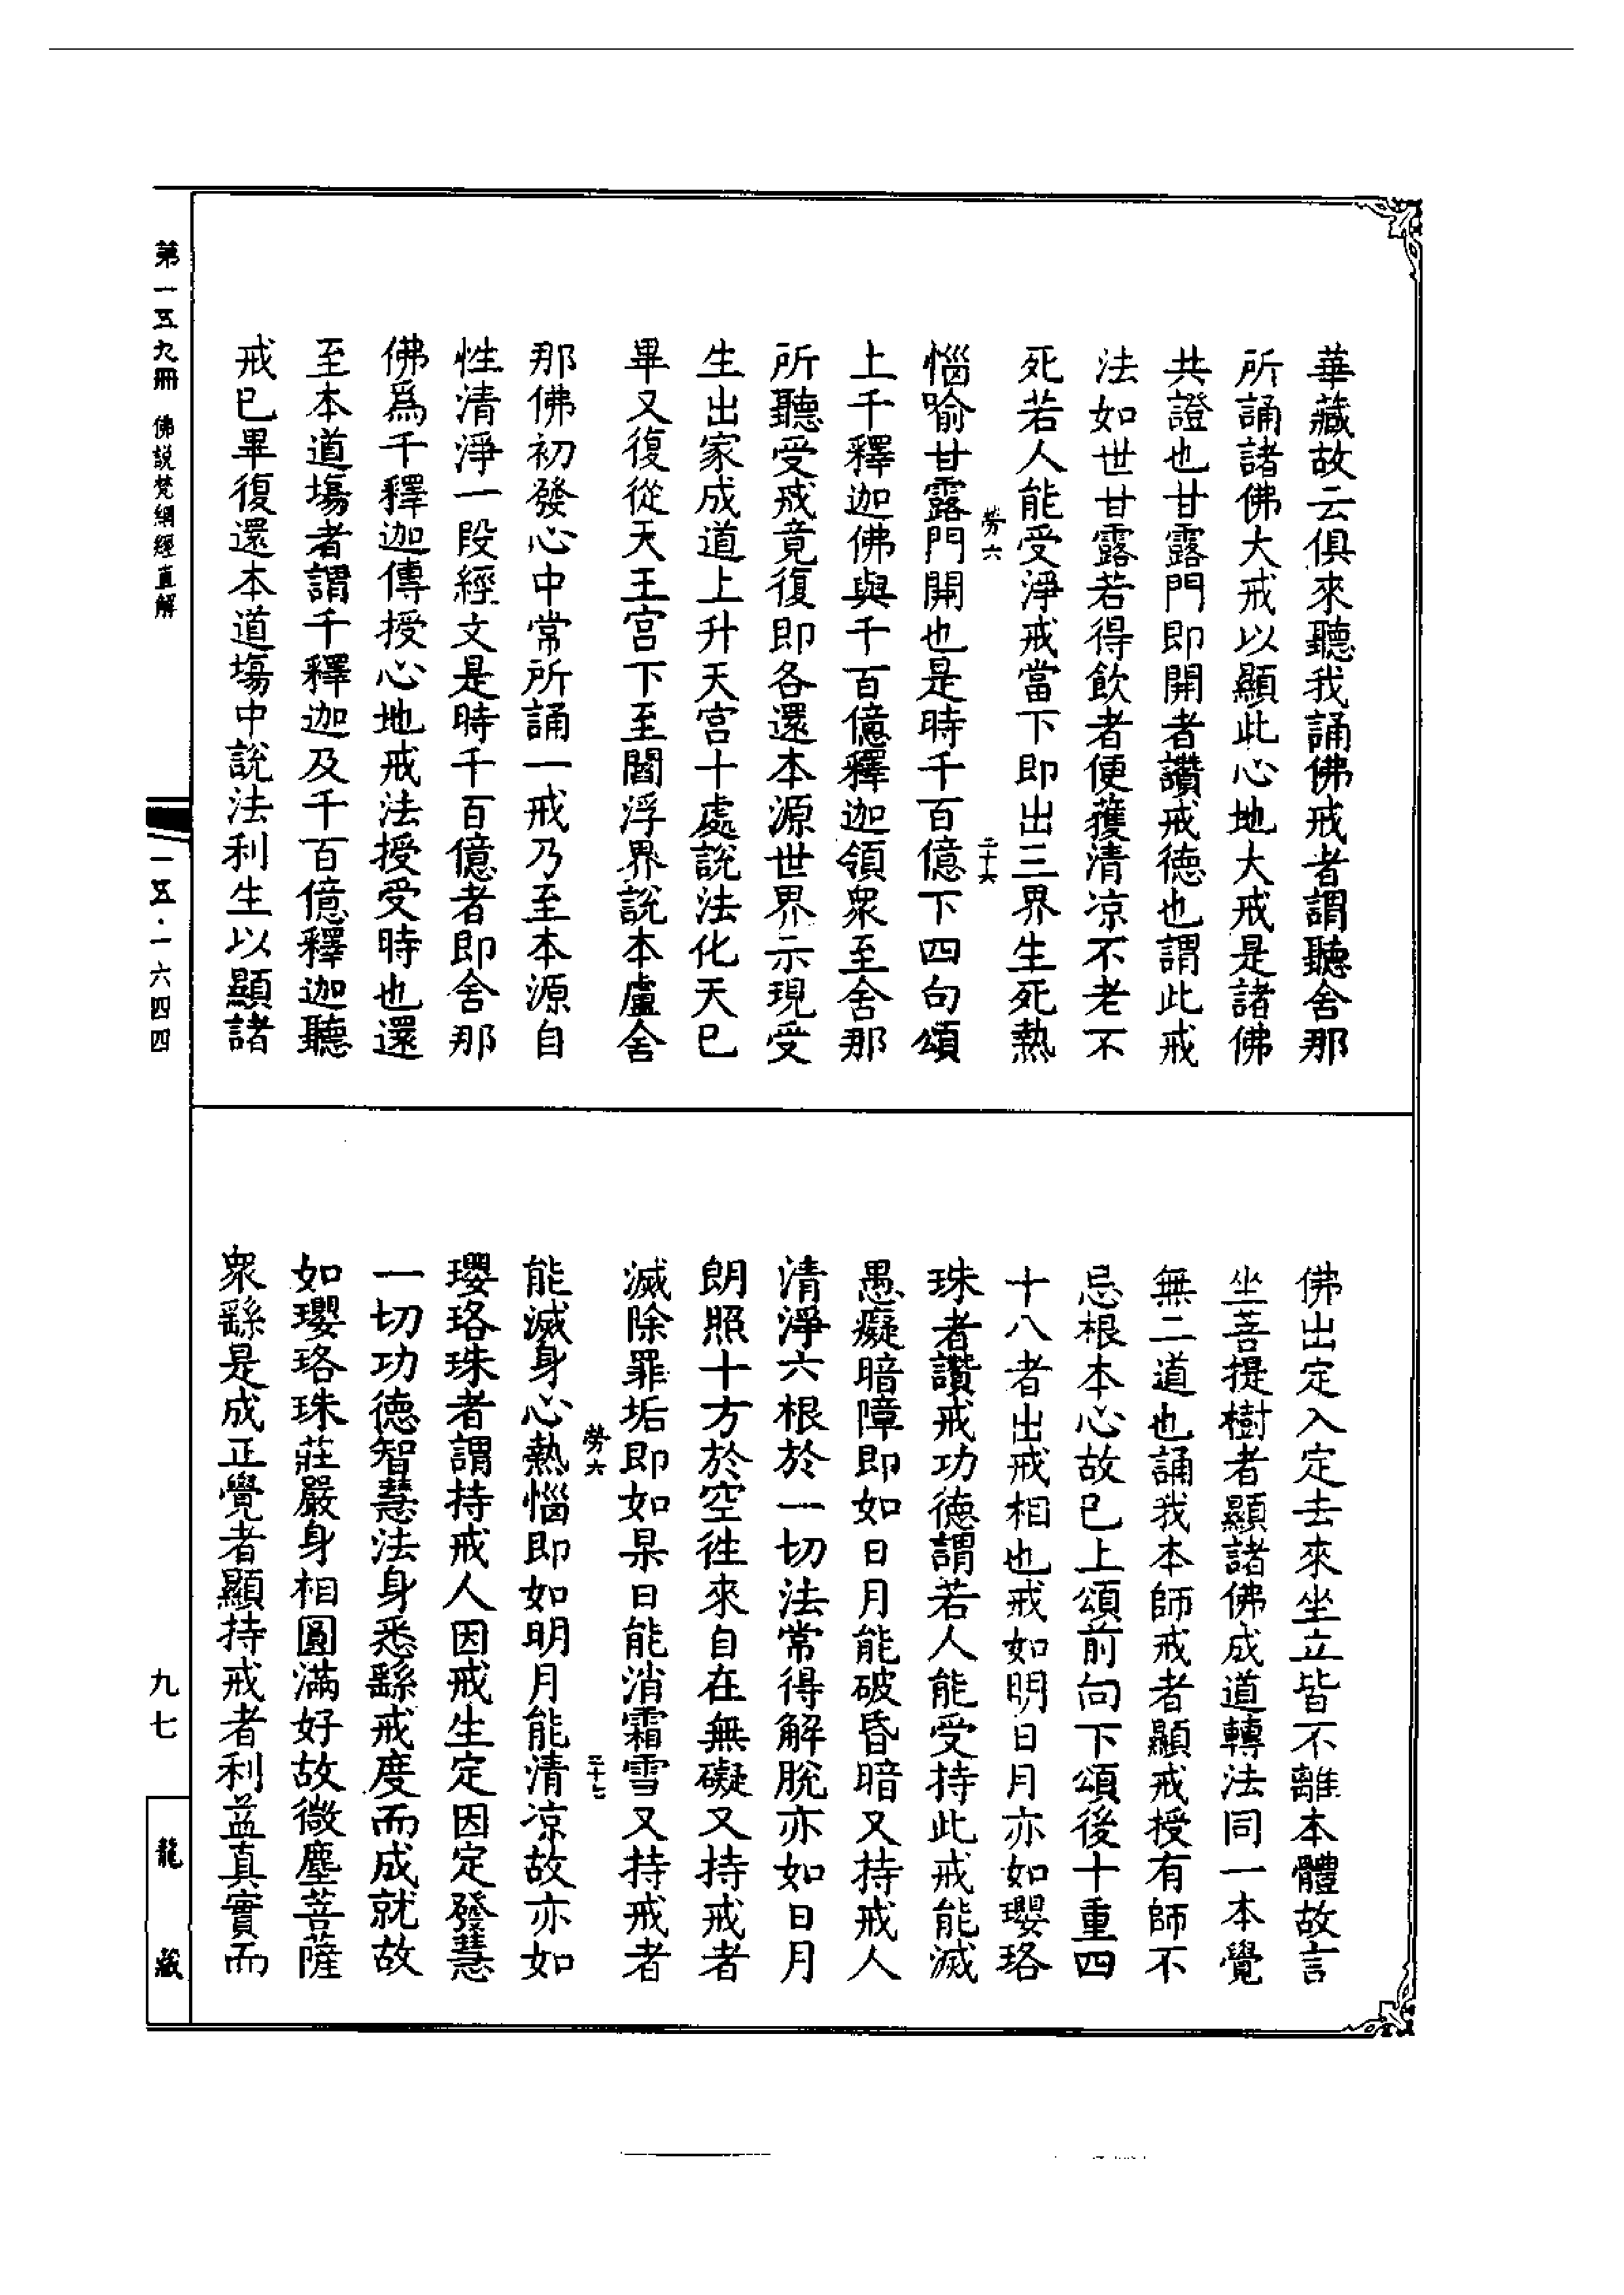 華藏故云俱來聽我誦佛戒者謂聽舍那
所誦諸佛大戒以顯此心地大戒是諸佛
共證也甘露門即開者讚戒德也謂此戒
法如世甘露若得飲者便獲清凉不老不
死若人能受淨戒當下即出三界生死熱
勞六
二十六
惱喻甘露門開也是時千百億下四句頌
上千釋迦佛與千百億釋迦領衆至舍那
所聽受戒竟復即各還本源世界示現受
生出家成道上升天宮十處說法化天已
畢又復從天王宮下至閻浮界說本盧舍
那佛初發心中常所誦一戒乃至本源自
性清淨一段經文是時千百億者即舍那
佛爲千釋迦傳授心地戒法授受時也還
至本道塲者謂千釋迦及千百億釋迦聽
戒已畢復還本道塲中說法利生以顯諸
佛出定入定去來坐立皆不離本體故言
坐菩提樹者顯諸佛成道轉法同一本覺
無二道也誦我本師戒者顯戒授有師不
忌根本心故已上頌前向下頌後十重四
十八者出戒相也戒如明日月亦如瓔珞
珠者讚戒功德謂若人能受持此戒能滅
愚癡暗障即如日月能破昏暗又持戒人
清淨六根於一切法常得解脫亦如日月
朗照十方於空徃來自在無礙又持戒者
滅除罪垢即如杲日能消霜雪又持戒者
勞六
二十七
能滅身心熱惱即如明月能清凉故亦如
瓔珞珠者謂持戒人因戒生定因定發慧
一切功德智慧法身悉繇戒度而成就故
如瓔珞珠莊嚴身相圓滿好故微塵菩薩
衆繇是成正覺者顯持戒者利益真實而
第一五九冊 佛說梵網經直解
一五·一六四四
九七
龍藏